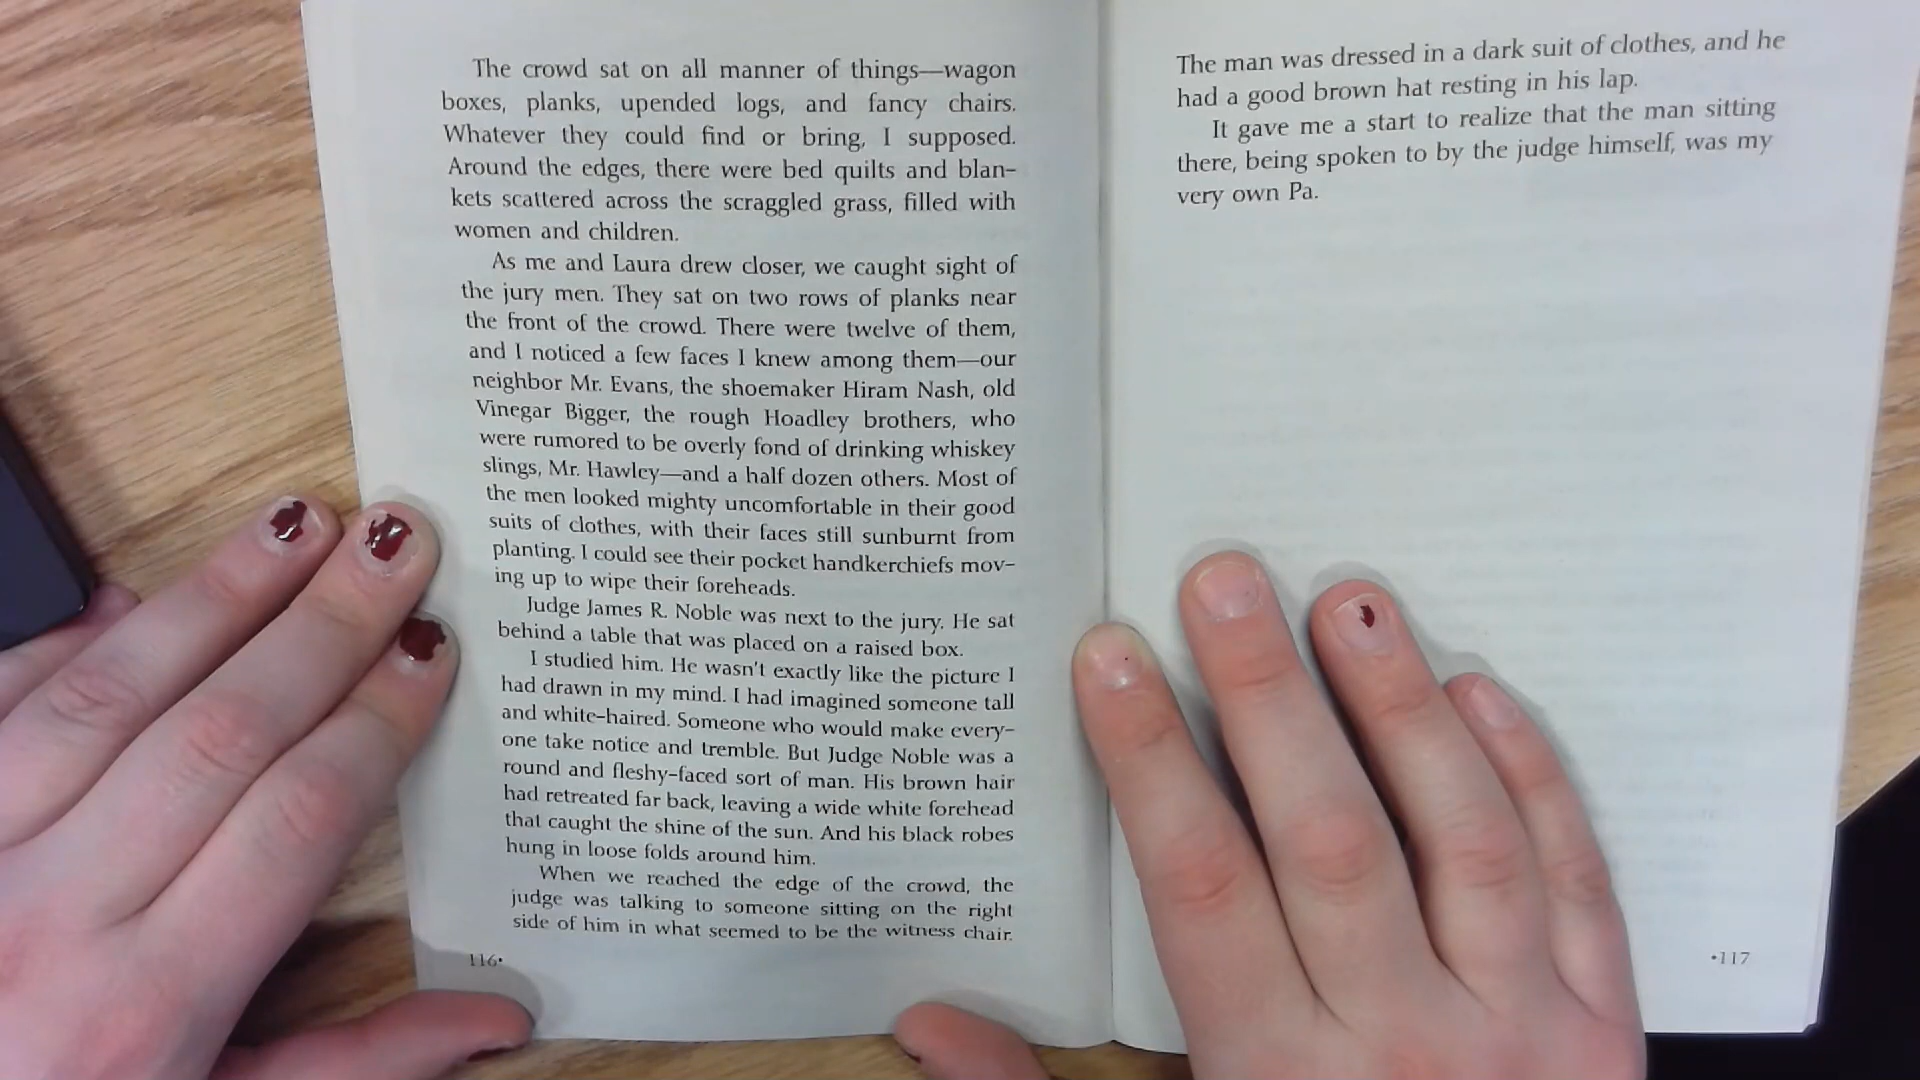 The crowd sat on all manner of things—wagon
boxes, planks, upended logs, and fancy chairs.
Whatever they could find or bring, I supposed.
Around the edges, there were bed quilts and blan-
kets scattered across the scraggled grass, filled with
women and children.
As me and Laura drew closer, we caught sight of
the jury men. They sat on two rows of planks near
the front of the crowd. There were twelve of them,
and I noticed a few faces I knew among them—our
neighbor Mr. Evans, the shoemaker Hiram Nash, old
Vinegar Bigger, the rough Hoadley brothers, who
were rumored to be overly fond of drinking whiskey
slings, Mr. Hawley—and a half dozen others. Most of
the men looked mighty uncomfortable in their good
suits of clothes, with their faces still sunburnt from
planting. I could see their pocket handkerchiefs mov-
ing up to wipe their foreheads.
Judge James R. Noble was next to the jury. He sat
behind a table that was placed on a raised box.
I studied him. He wasn't exactly like the picture I
had drawn in my mind. I had imagined someone tall
and white-haired. Someone who would make every-
one take notice and tremble. But Judge Noble was a
round and fleshy-faced sort of man. His brown hair
had retreated far back, leaving a wide white forehead
that caught the shine of the sun. And his black robes
hung in loose folds around him.
When we reached the edge of the crowd, the
judge was talking to someone sitting on the right
side of him in what seemed to be the witness chair.
116•
The man was dressed in a dark suit of clothes, and he
had a good brown hat resting in his lap.
It gave me a start to realize that the man sitting
there, being spoken to by the judge himself, was my
very own Pa.
•117